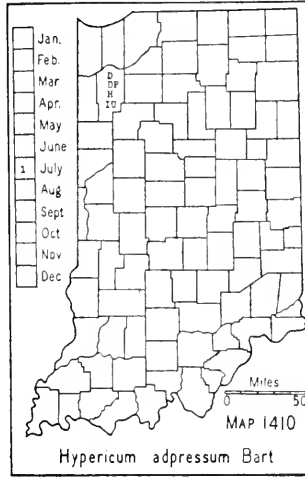 Jan.
Feb.
Mar
Apr.
May
June
1 July
Aug
Sept
Oct
Nov
Dec
D
DP
H
IU
Miles
0 50
MAP 1410
Hypericum adpressum Bart